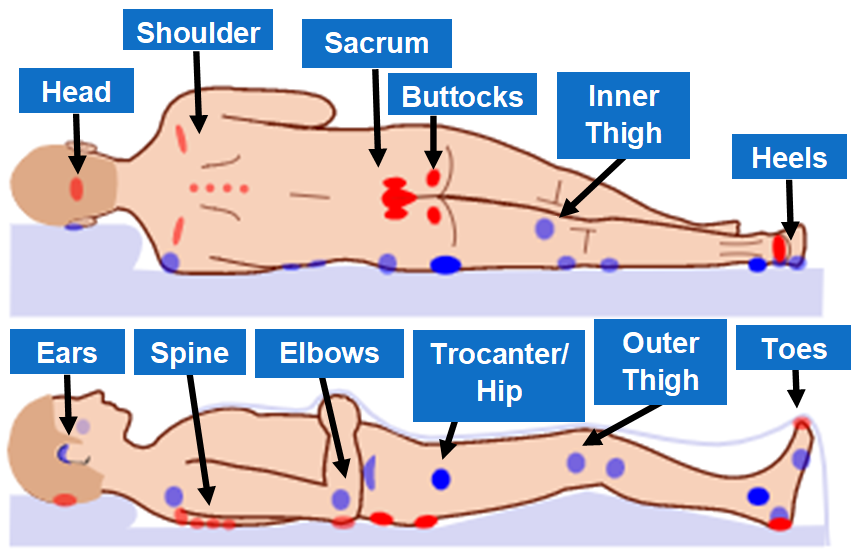 Shoulder
Sacrum
Head
Buttocks
Inner
Thigh
Heels
Ears
Spine
Elbows
Trocanter/
Hip
Outer
Thigh
Toes